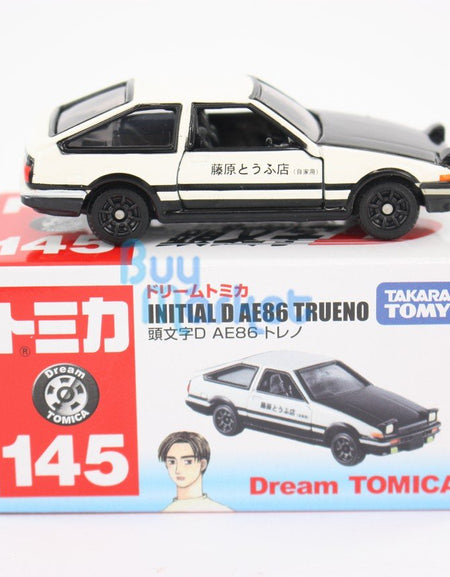 藤原とうふ店(自家用)
145
Buy
Market
ドリームトミカ
トミカ
®
INITIAL D AE86 TRUENO
頭文字D AE86 トレノ
TAKARA
TOMY
Dream
TOMICA
藤原とうふ店
145
Dream TOMICA